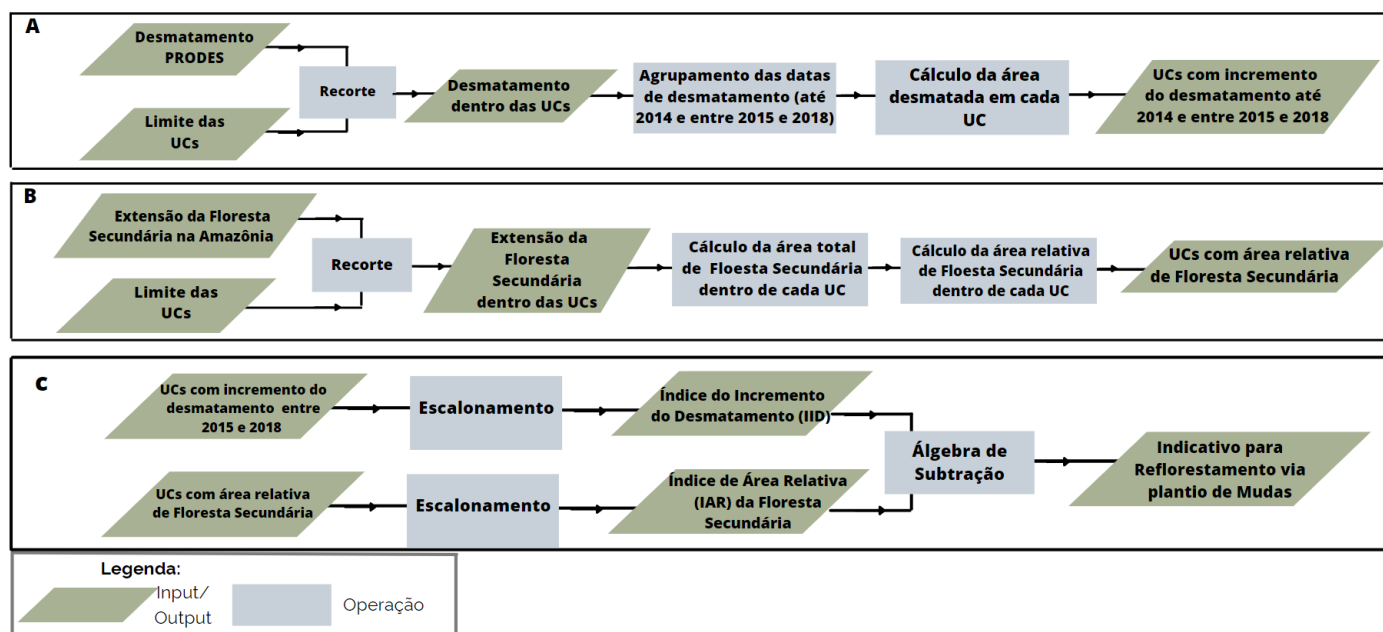 A
Desmatamento
PRODES
Limite das
UCs
Recorte
Desmatamento
dentro das UCs
Agrupamento das datas
de desmatamento (até
2014 e entre 2015 e 2018)
Cálculo da área
desmatada em cada
UC
UCs com incremento
do desmatamento até
2014 e entre 2015 e 2018
B
Extensão da Floresta
Secundária na Amazônia
Limite das
UCs
Recorte
Extensão da
Floresta
Secundária
dentro das UCs
Cálculo da área total
de Floesta Secundária
dentro de cada UC
Cálculo da área relativa
de Floesta Secundária
dentro de cada UC
UCs com área relativa
de Floresta Secundária
C
UCs com incremento do
desmatamento entre
2015 e 2018
Escalonamento
Índice do Incremento
do Desmatamento (IID)
UCs com área relativa
de Floresta Secundária
Escalonamento
Índice de Área Relativa
(IAR) da Floresta
Secundária
Álgebra de
Subtração
Indicativo para
Reflorestamento via
plantio de Mudas
Legenda:
Input/
Output
Operação